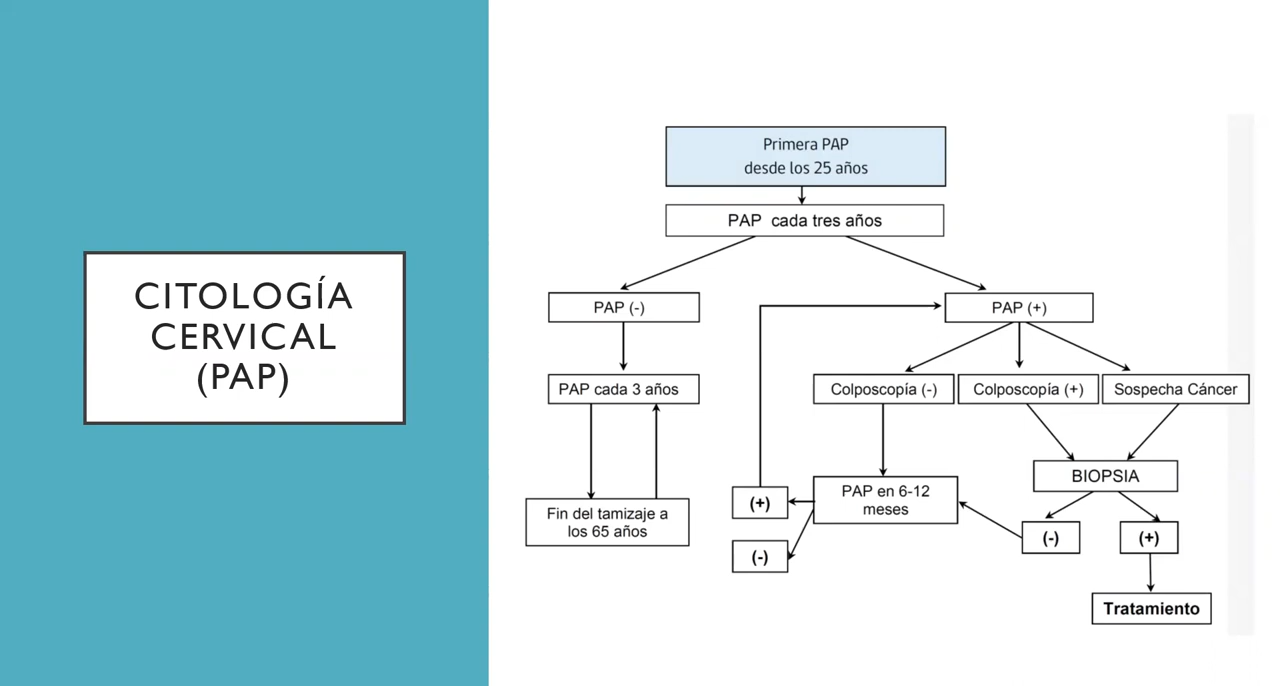 CITOLOGÍA
CERVICAL
(PAP)
Primera PAP
desde los 25 años
PAP cada tres años
PAP (-)
PAP (+)
PAP cada 3 años
Colposcopía (-)
Colposcopía (+)
Sospecha Cáncer
BIOPSIA
PAP en 6-12
meses
(+)
(-)
Fin del tamizaje a
los 65 años
(-)
(+)
Tratamiento